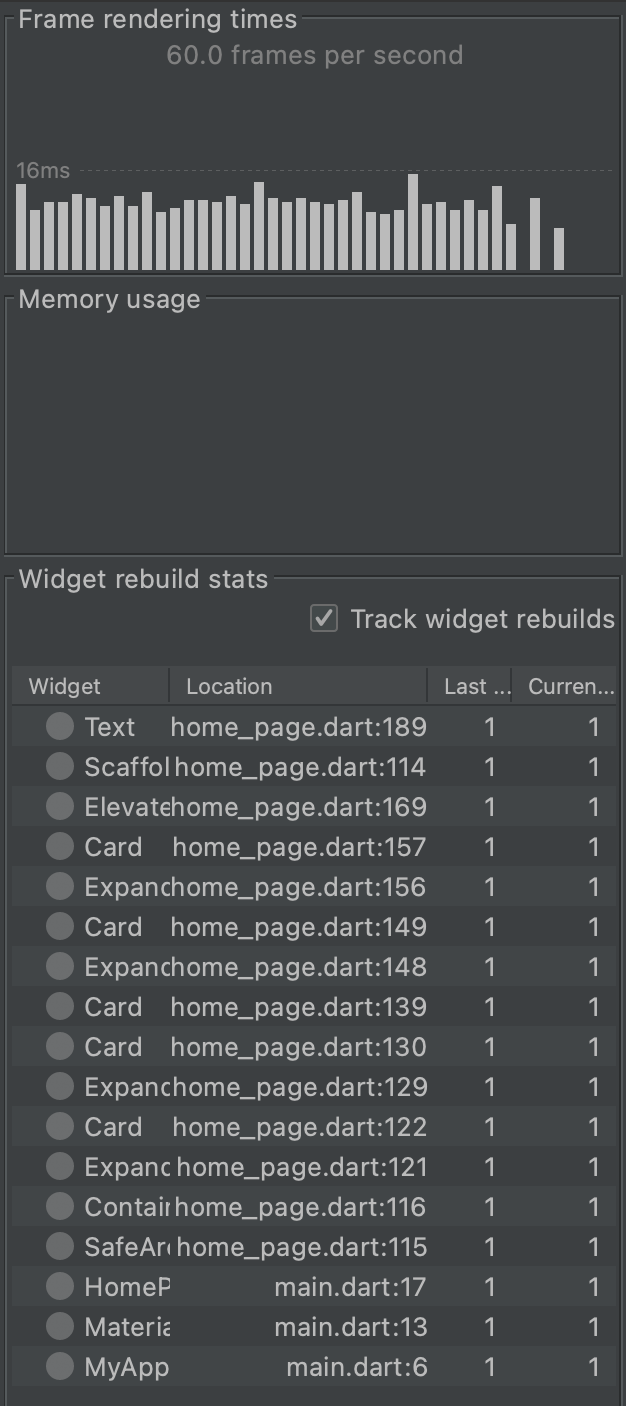 Frame rendering times
60.0 frames per second
16ms
Memory usage
Widget rebuild stats
Track widget rebuilds
Widget Location Last ... Curren...
Text home_page.dart:189 1 1
Scaffol home_page.dart:114 1 1
Elevate home_page.dart:169 1 1
Card home_page.dart:157 1 1
Expanc home_page.dart:156 1 1
Card home_page.dart:149 1 1
Expanc home_page.dart:148 1 1
Card home_page.dart:139 1 1
Card home_page.dart:130 1 1
Expanc home_page.dart:129 1 1
Card home_page.dart:122 1 1
Expanc home_page.dart:121 1 1
Contair home_page.dart:116 1 1
SafeAr home_page.dart:115 1 1
HomeP main.dart:17 1 1
Materia main.dart:13 1 1
MyApp main.dart:6 1 1